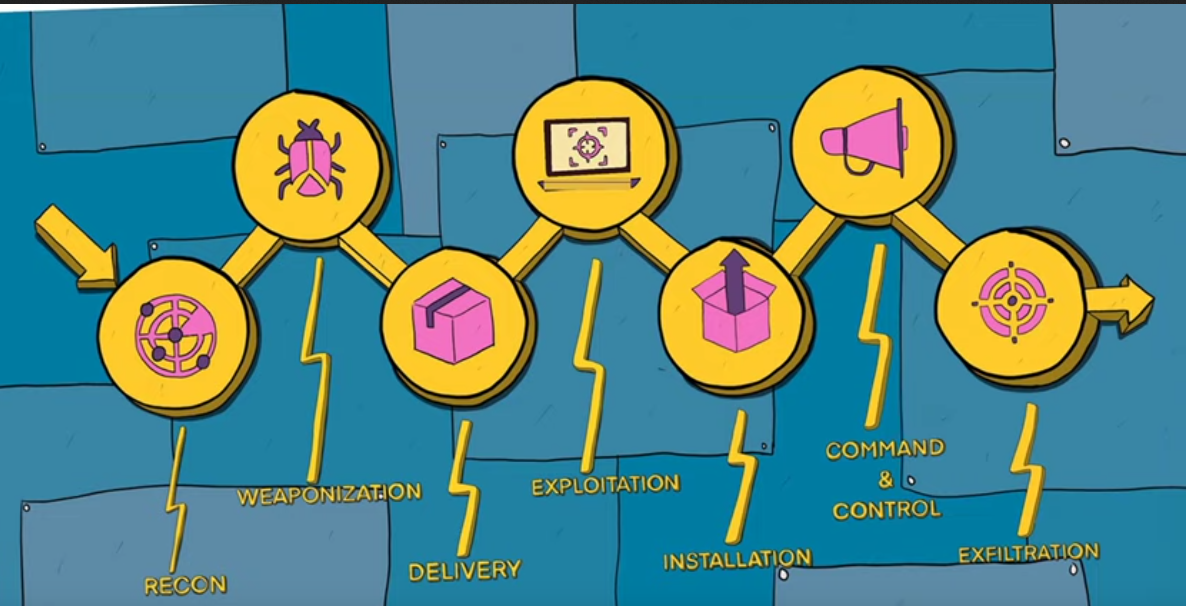 RECON
WEAPONIZATION
DELIVERY
EXPLOITATION
INSTALLATION
COMMAND
&
CONTROL
EXFILTRATION